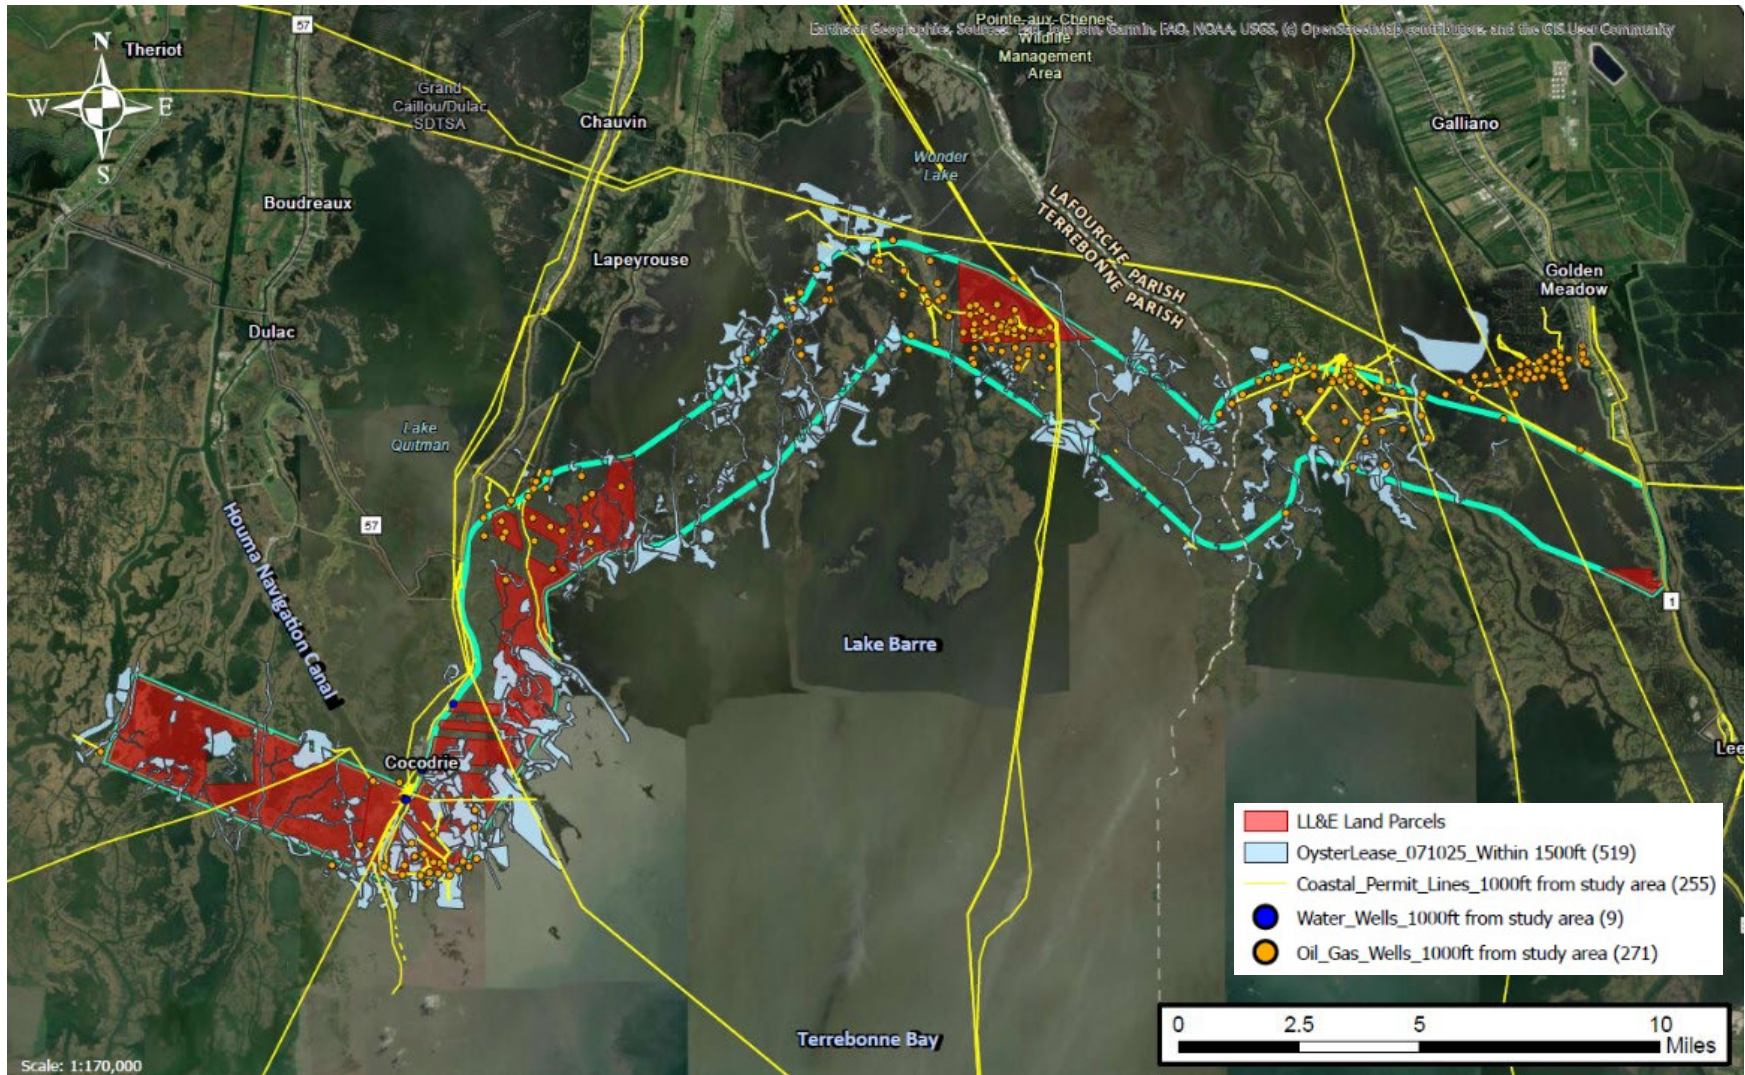 Earthstar Geographics, Sources: Esri, TomTom, Garmin, FAO, NOAA, USGS, (c) OpenStreetMap contributors, and the GIS User Community
Pointe-aux-Chenes
Wildlife
Management
Area
57
N
W
E
S
Theriot
Grand
Caillou/Dulac
SDTSA
Chauvin
Galliano
Wonder
Lake
Boudreaux
LAFOURCHE PARISH
TERREBONNE PARISH
Lapeyrouse
Golden
Meadow
Dulac
Lake
Quitman
57
Houma Navigation Canal
1
Lake Barre
Cocodrie
Lee
LL&E Land Parcels
OysterLease_071025_Within 1500ft (519)
Coastal_Permit_Lines_1000ft from study area (255)
Water_Wells_1000ft from study area (9)
Oil_Gas_Wells_1000ft from study area (271)
Terrebonne Bay
0 2.5 5 10
Miles
Scale: 1:170,000